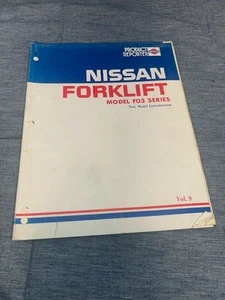 PRODUCT
REPORTER
NISSAN
FORKLIFT
MODEL F03 SERIES
(New Model Introduction)
Vol. 9